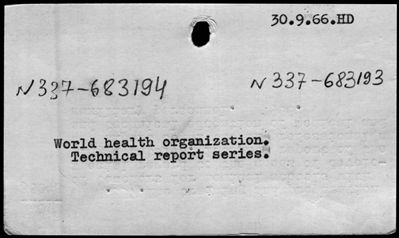 30.9.66.HD
N337-683194
N337-683193
World health organization.
Technical report series.